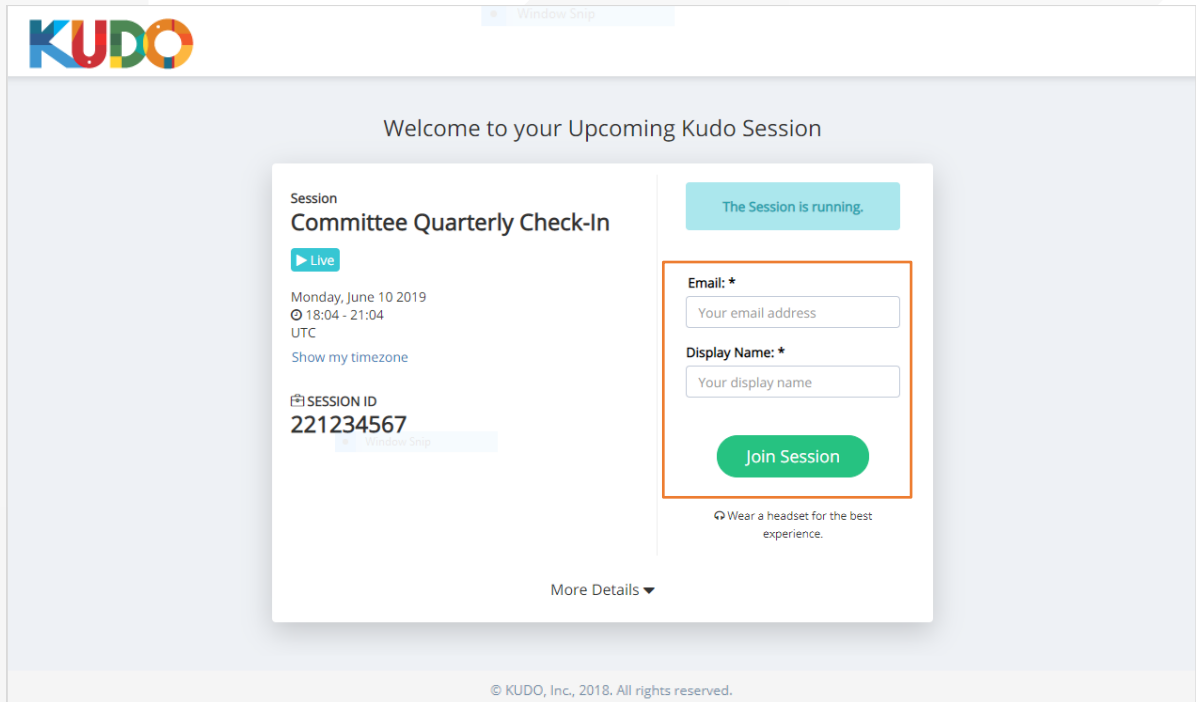 Window Snip
KUDO
Welcome to your Upcoming Kudo Session
Session
Committee Quarterly Check-In
Live
Monday, June 10 2019
18:04 - 21:04
UTC
Show my timezone
SESSION ID
221234567
Window Snip
The Session is running.
Email: *
Your email address
Display Name: *
Your display name
Join Session
Wear a headset for the best
experience.
More Details
© KUDO, Inc., 2018. All rights reserved.